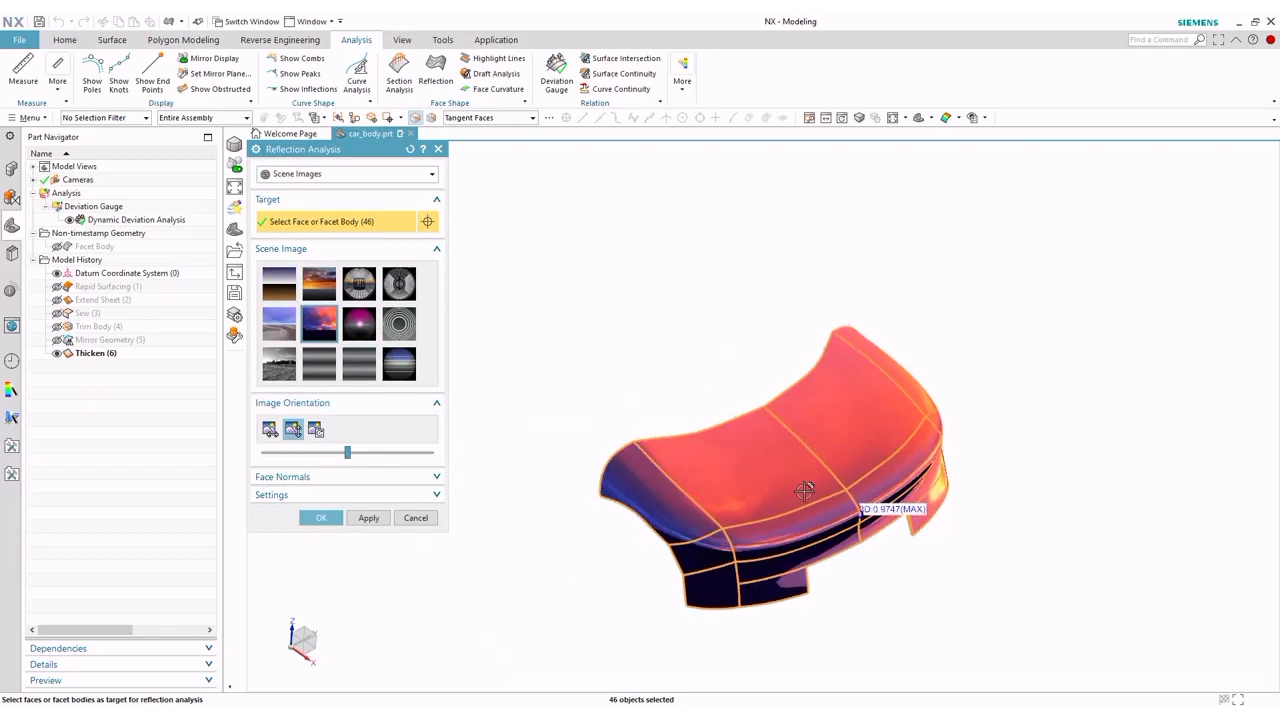 NX
Switch Window
Window
NX - Modeling
SIEMENS
File
Home
Surface
Polygon Modeling
Reverse Engineering
Analysis
View
Tools
Application
Find a Command
Measure
More
Show Poles
Show Knots
Show End Points
Mirror Display
Set Mirror Plane...
Show Obstructed
Show Combs
Show Peaks
Show Inflections
Curve Analysis
Section Analysis
Reflection
Highlight Lines
Draft Analysis
Face Curvature
Deviation Gauge
Surface Intersection
Surface Continuity
Curve Continuity
More
Measure
Display
Curve Shape
Face Shape
Relation
Menu
No Selection Filter
Entire Assembly
Tangent Faces
Part Navigator
Welcome Page
car_body.prt
Name
Model Views
Cameras
Analysis
Deviation Gauge
Dynamic Deviation Analysis
Non-timestamp Geometry
Facet Body
Model History
Datum Coordinate System (0)
Rapid Surfacing (1)
Extend Sheet (2)
Sew (3)
Trim Body (4)
Mirror Geometry (5)
Thicken (6)
Reflection Analysis
Scene Images
Target
Select Face or Facet Body (46)
Scene Image
Image Orientation
Face Normals
Settings
OK
Apply
Cancel
3D:0.9747(MAX)
Z
X
Dependencies
Details
Preview
Select faces or facet bodies as target for reflection analysis
46 objects selected